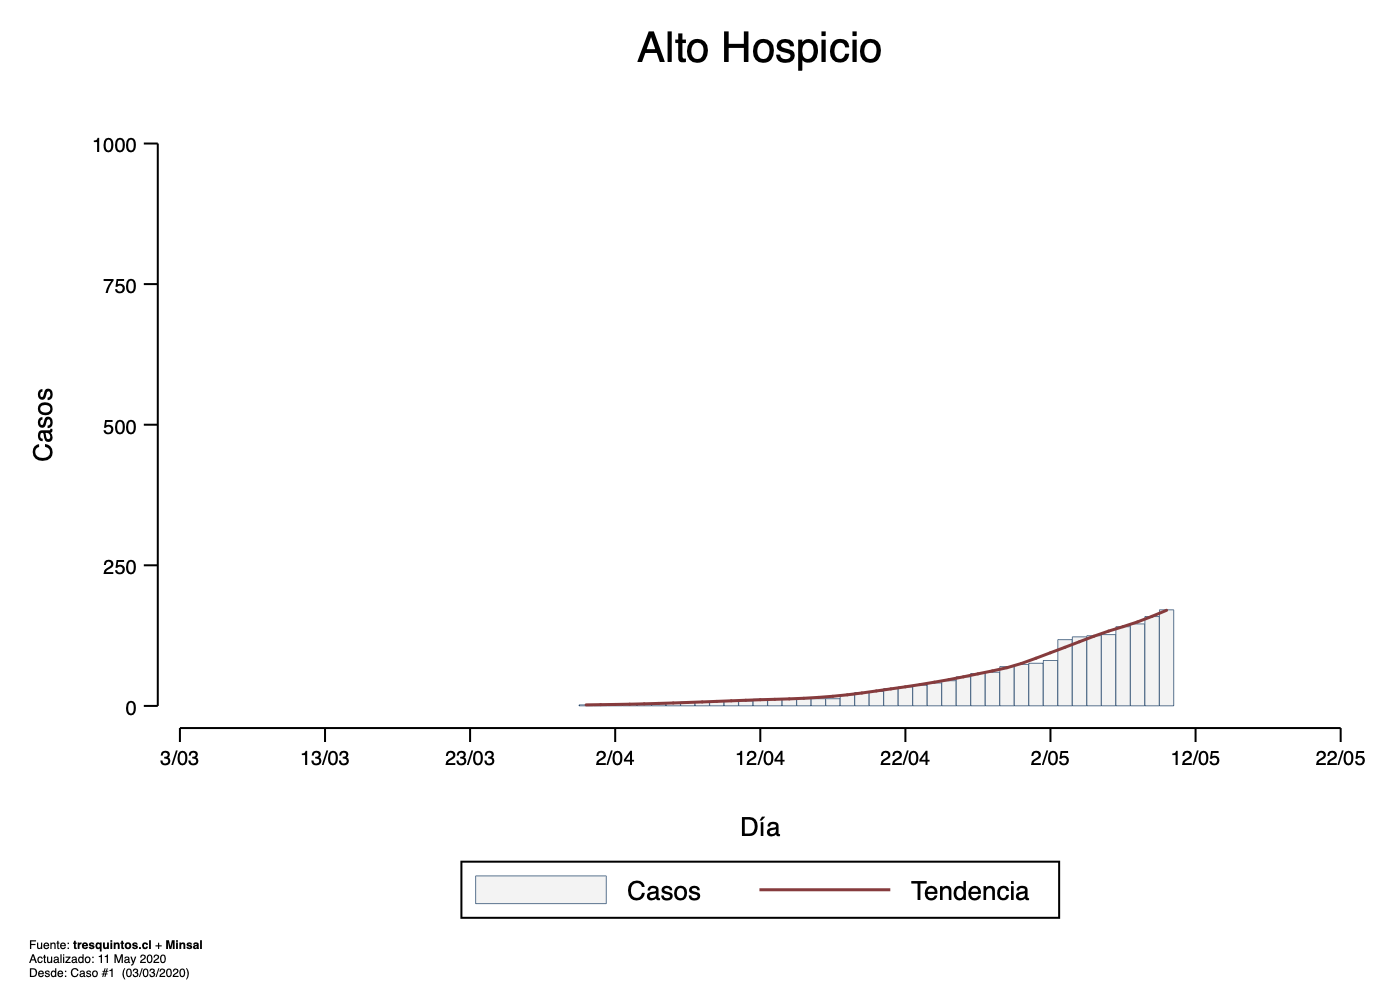 Alto Hospicio
1000
750
500
250
0
Casos
3/03 13/03 23/03 2/04 12/04 22/04 2/05 12/05 22/05
Día
Casos Tendencia
Fuente: tresquintos.cl + Minsal
Actualizado: 11 May 2020
Desde: Caso #1 (03/03/2020)